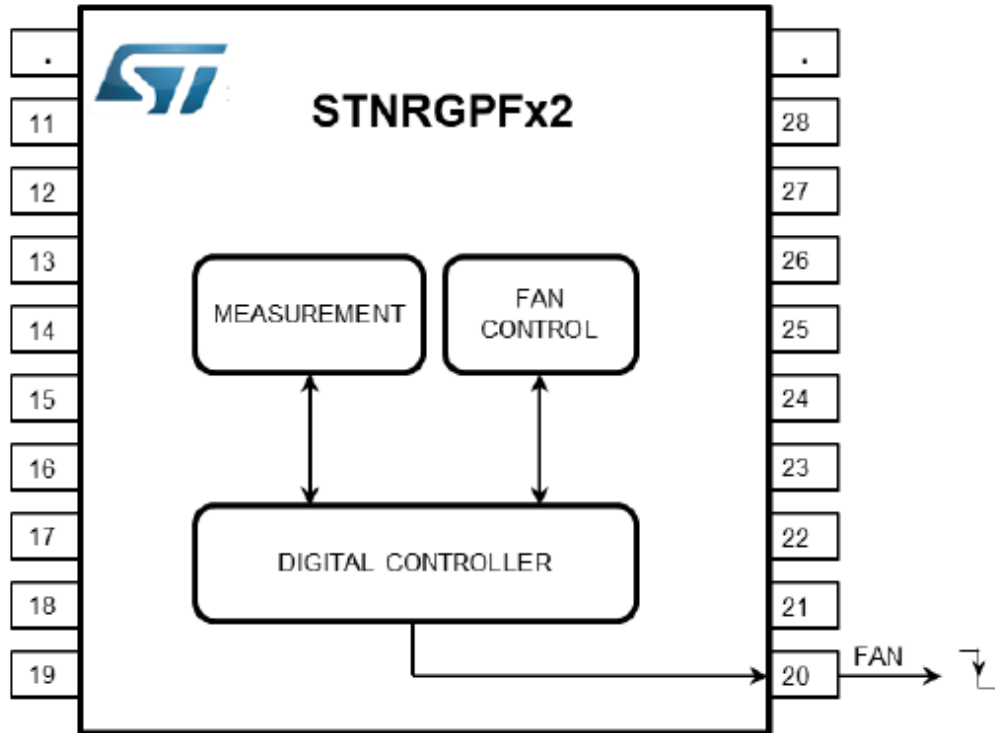 ST
STNRGPFx2
.
11
12
13
14
15
16
17
18
19
.
28
27
26
25
24
23
22
21
20
MEASUREMENT
FAN
CONTROL
DIGITAL CONTROLLER
FAN